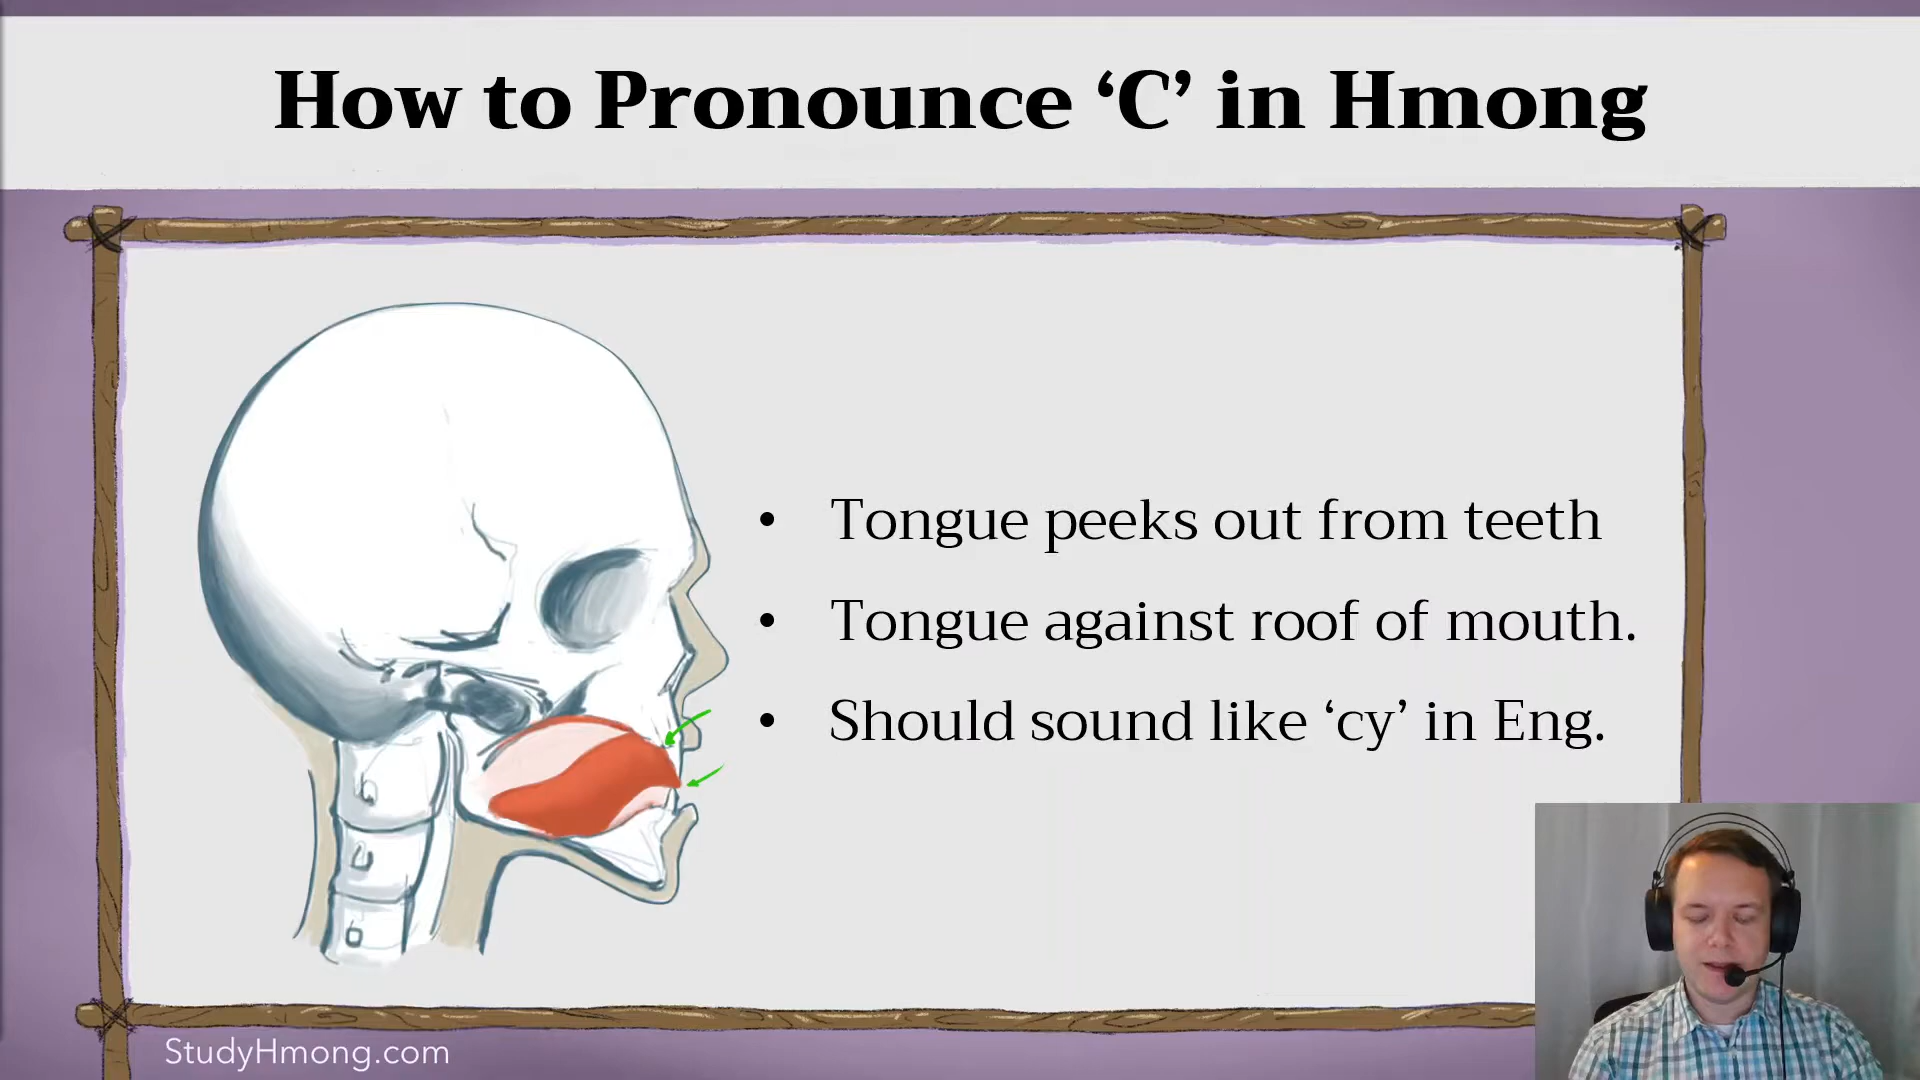 How to Pronounce ‘C’ in Hmong
• Tongue peeks out from teeth
• Tongue against roof of mouth.
• Should sound like ‘cy’ in Eng.
StudyHmong.com